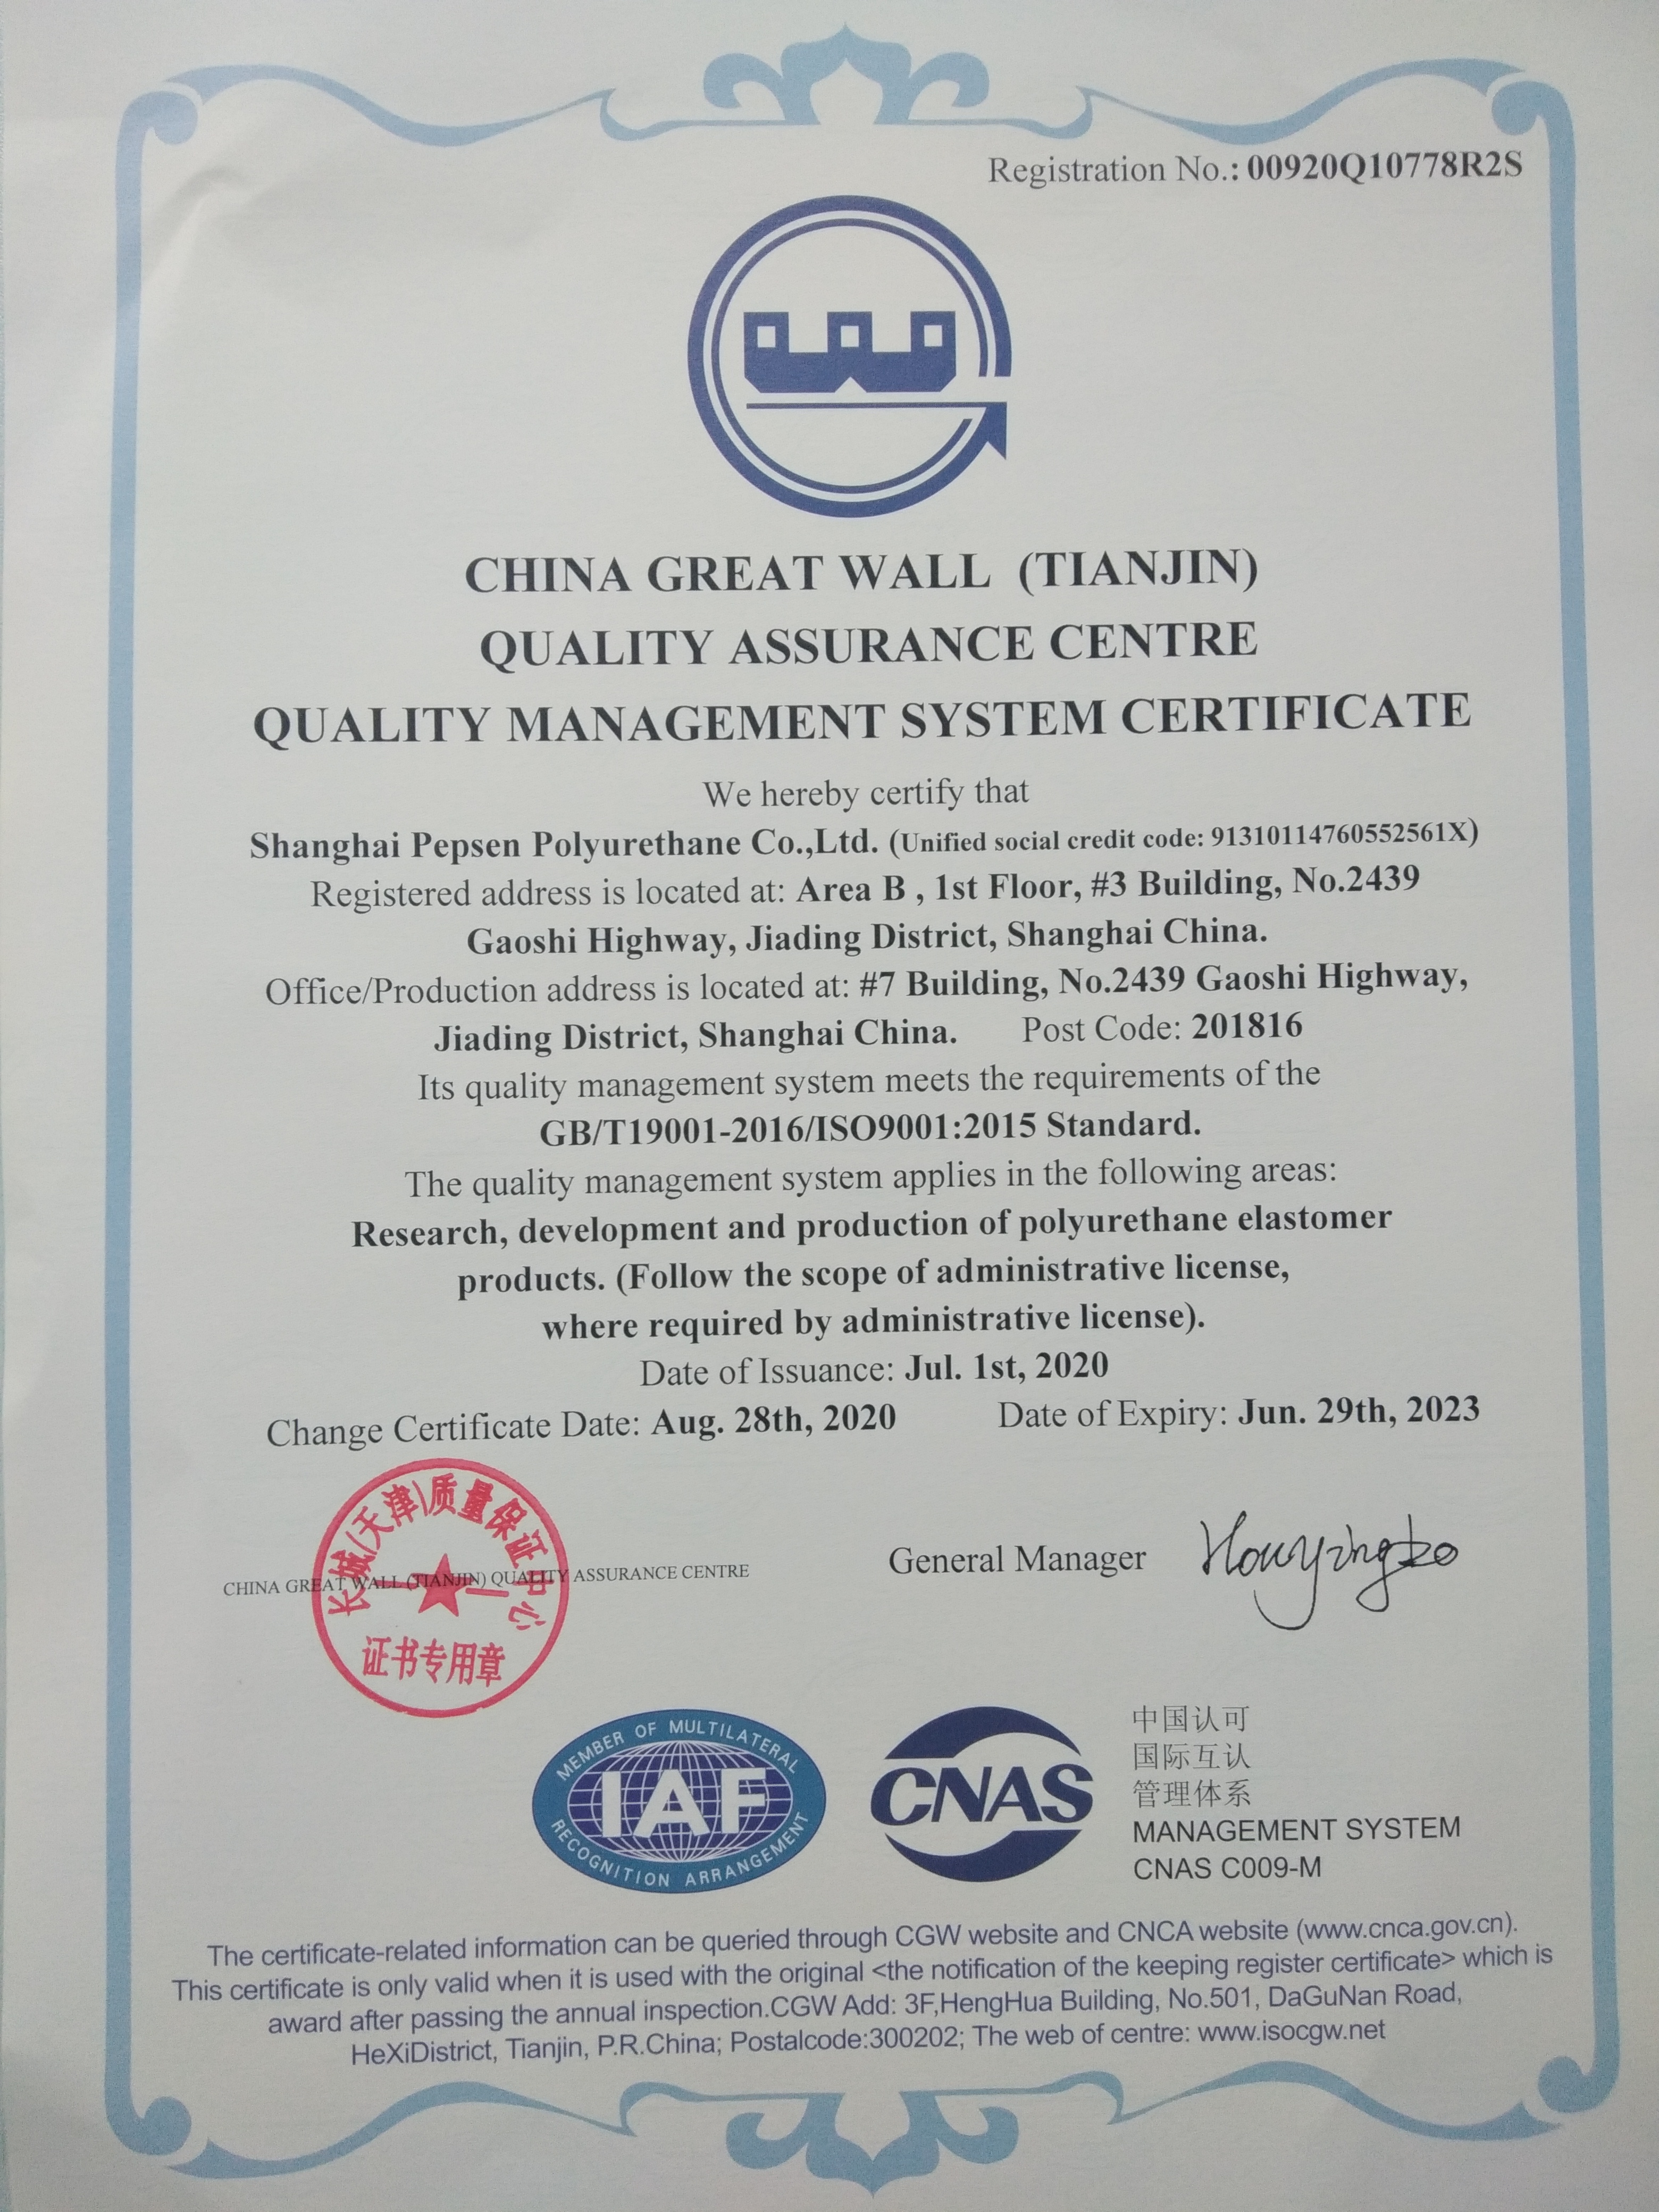 Registration No.: 00920Q10778R2S
CHINA GREAT WALL (TIANJIN)
QUALITY ASSURANCE CENTRE
QUALITY MANAGEMENT SYSTEM CERTIFICATE
We hereby certify that
Shanghai Pepsen Polyurethane Co.,Ltd. (Unified social credit code: 91310114760552561X)
Registered address is located at: Area B , 1st Floor, #3 Building, No.2439
Gaoshi Highway, Jiading District, Shanghai China.
Office/Production address is located at: #7 Building, No.2439 Gaoshi Highway,
Jiading District, Shanghai China. Post Code: 201816
Its quality management system meets the requirements of the
GB/T19001-2016/ISO9001:2015 Standard.
The quality management system applies in the following areas:
Research, development and production of polyurethane elastomer
products. (Follow the scope of administrative license,
where required by administrative license).
Date of Issuance: Jul. 1st, 2020
Change Certificate Date: Aug. 28th, 2020 Date of Expiry: Jun. 29th, 2023
长城(天津)质量保证中心
CHINA GREAT WALL (TIANJIN) QUALITY ASSURANCE CENTRE
证书专用章
General Manager
MEMBER OF MULTILATERAL
IAF
RECOGNITION ARRANGEMENT
CNAS
中国认可
国际互认
管理体系
MANAGEMENT SYSTEM
CNAS C009-M
The certificate-related information can be queried through CGW website and CNCA website (www.cnca.gov.cn).
This certificate is only valid when it is used with the original <the notification of the keeping register certificate> which is
award after passing the annual inspection.CGW Add: 3F,HengHua Building, No.501, DaGuNan Road,
HeXiDistrict, Tianjin, P.R.China; Postalcode:300202; The web of centre: www.isocgw.net